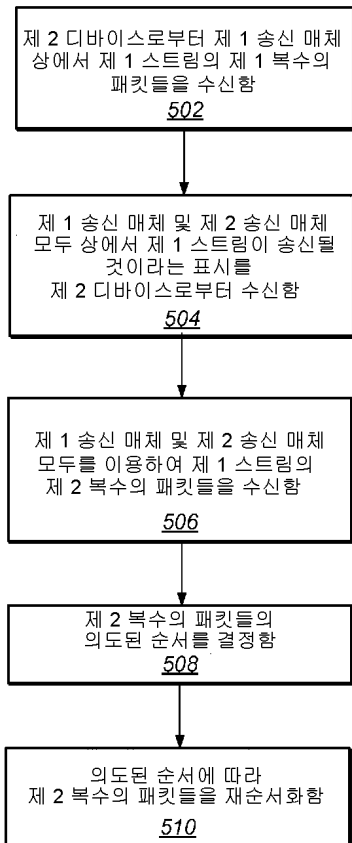 제 2 디바이스로부터 제 1 송신 매체
상에서 제 1 스트림의 제 1 복수의
패킷들을 수신함
502
제 1 송신 매체 및 제 2 송신 매체
모두 상에서 제 1 스트림이 송신될
것이라는 표시를
제 2 디바이스로부터 수신함
504
제 1 송신 매체 및 제 2 송신 매체
모두를 이용하여 제 1 스트림의
제 2 복수의 패킷들을 수신함
506
제 2 복수의 패킷들의
의도된 순서를 결정함
508
의도된 순서에 따라
제 2 복수의 패킷들을 재순서화함
510